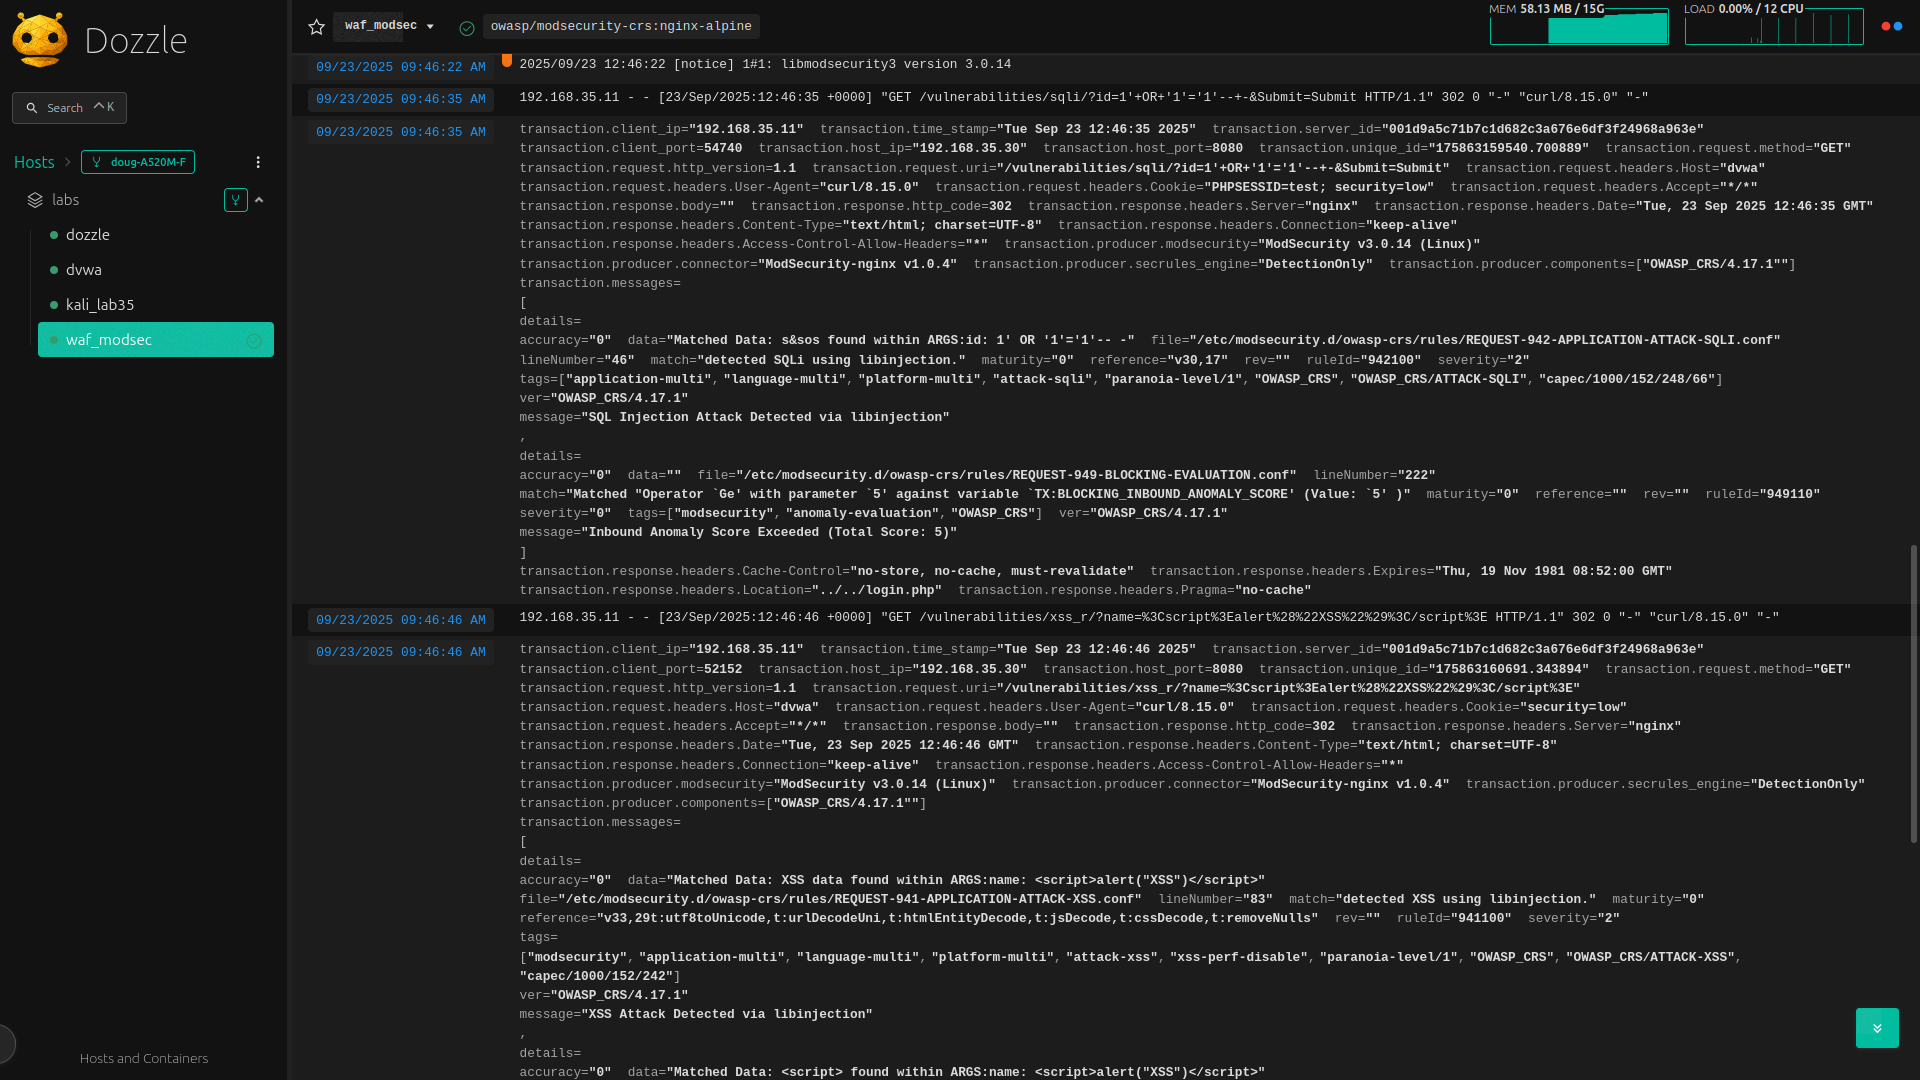 Dozzle
Search ^ K
Hosts
doug-A520M-F
labs
dozzle
dvwa
kali_lab35
waf_modsec
Hosts and Containers
waf_modsec
owasp/modsecurity-crs:nginx-alpine
MEM 58.13 MB / 15G
LOAD 0.00% / 12 CPU
09/23/2025 09:46:22 AM 2025/09/23 12:46:22 [notice] 1#1: libmodsecurity3 version 3.0.14
09/23/2025 09:46:35 AM 192.168.35.11 - - [23/Sep/2025:12:46:35 +0000] "GET /vulnerabilities/sqli/?id=1'+OR+'1'='1'--+-&Submit=Submit HTTP/1.1" 302 0 "-" "curl/8.15.0" "-"
09/23/2025 09:46:35 AM transaction.client_ip="192.168.35.11" transaction.time_stamp="Tue Sep 23 12:46:35 2025" transaction.server_id="001d9a5c71b7c1d682c3a676e6df3f24968a963e"
transaction.client_port=54740 transaction.host_ip="192.168.35.30" transaction.host_port=8080 transaction.unique_id="175863159540.700889" transaction.request.method="GET"
transaction.request.http_version=1.1 transaction.request.uri="/vulnerabilities/sqli/?id=1'+OR+'1'='1'--+-&Submit=Submit" transaction.request.headers.Host="dvwa"
transaction.request.headers.User-Agent="curl/8.15.0" transaction.request.headers.Cookie="PHPSESSID=test; security=low" transaction.request.headers.Accept="*/*"
transaction.response.body="" transaction.response.http_code=302 transaction.response.headers.Server="nginx" transaction.response.headers.Date="Tue, 23 Sep 2025 12:46:35 GMT"
transaction.response.headers.Content-Type="text/html; charset=UTF-8" transaction.response.headers.Connection="keep-alive"
transaction.response.headers.Access-Control-Allow-Headers="*" transaction.producer.modsecurity="ModSecurity v3.0.14 (Linux)"
transaction.producer.connector="ModSecurity-nginx v1.0.4" transaction.producer.secrules_engine="DetectionOnly" transaction.producer.components=["OWASP_CRS/4.17.1""]
transaction.messages=
[
details=
accuracy="0" data="Matched Data: s&sos found within ARGS:id: 1' OR '1'='1'-- -" file="/etc/modsecurity.d/owasp-crs/rules/REQUEST-942-APPLICATION-ATTACK-SQLI.conf"
lineNumber="46" match="detected SQLi using libinjection." maturity="0" reference="v30,17" rev="" ruleId="942100" severity="2"
tags=["application-multi","language-multi","platform-multi","attack-sqli","paranoia-level/1","OWASP_CRS","OWASP_CRS/ATTACK-SQLI","capec/1000/152/248/66"]
ver="OWASP_CRS/4.17.1"
message="SQL Injection Attack Detected via libinjection"
,
details=
accuracy="0" data="" file="/etc/modsecurity.d/owasp-crs/rules/REQUEST-949-BLOCKING-EVALUATION.conf" lineNumber="222"
match="Matched "Operator `Ge' with parameter `5' against variable `TX:BLOCKING_INBOUND_ANOMALY_SCORE' (Value: `5' )" maturity="0" reference="" rev="" ruleId="949110"
severity="0" tags=["modsecurity","anomaly-evaluation","OWASP_CRS"] ver="OWASP_CRS/4.17.1"
message="Inbound Anomaly Score Exceeded (Total Score: 5)"
]
transaction.response.headers.Cache-Control="no-store, no-cache, must-revalidate" transaction.response.headers.Expires="Thu, 19 Nov 1981 08:52:00 GMT"
transaction.response.headers.Location="../../login.php" transaction.response.headers.Pragma="no-cache"
09/23/2025 09:46:46 AM 192.168.35.11 - - [23/Sep/2025:12:46:46 +0000] "GET /vulnerabilities/xss_r/?name=%3Cscript%3Ealert%28%22XSS%22%29%3C/script%3E HTTP/1.1" 302 0 "-" "curl/8.15.0" "-"
09/23/2025 09:46:46 AM transaction.client_ip="192.168.35.11" transaction.time_stamp="Tue Sep 23 12:46:46 2025" transaction.server_id="001d9a5c71b7c1d682c3a676e6df3f24968a963e"
transaction.client_port=52152 transaction.host_ip="192.168.35.30" transaction.host_port=8080 transaction.unique_id="175863160691.343894" transaction.request.method="GET"
transaction.request.http_version=1.1 transaction.request.uri="/vulnerabilities/xss_r/?name=%3Cscript%3Ealert%28%22XSS%22%29%3C/script%3E"
transaction.request.headers.Host="dvwa" transaction.request.headers.User-Agent="curl/8.15.0" transaction.request.headers.Cookie="security=low"
transaction.request.headers.Accept="*/*" transaction.response.body="" transaction.response.http_code=302 transaction.response.headers.Server="nginx"
transaction.response.headers.Date="Tue, 23 Sep 2025 12:46:46 GMT" transaction.response.headers.Content-Type="text/html; charset=UTF-8"
transaction.response.headers.Connection="keep-alive" transaction.response.headers.Access-Control-Allow-Headers="*"
transaction.producer.modsecurity="ModSecurity v3.0.14 (Linux)" transaction.producer.connector="ModSecurity-nginx v1.0.4" transaction.producer.secrules_engine="DetectionOnly"
transaction.producer.components=["OWASP_CRS/4.17.1""]
transaction.messages=
[
details=
accuracy="0" data="Matched Data: XSS data found within ARGS:name: <script>alert("XSS")</script>"
file="/etc/modsecurity.d/owasp-crs/rules/REQUEST-941-APPLICATION-ATTACK-XSS.conf" lineNumber="83" match="detected XSS using libinjection." maturity="0"
reference="v33,29t:utf8toUnicode,t:urlDecodeUni,t:htmlEntityDecode,t:jsDecode,t:cssDecode,t:removeNulls" rev="" ruleId="941100" severity="2"
tags=
["modsecurity","application-multi","language-multi","platform-multi","attack-xss","xss-perf-disable","paranoia-level/1","OWASP_CRS","OWASP_CRS/ATTACK-XSS",
"capec/1000/152/242"]
ver="OWASP_CRS/4.17.1"
message="XSS Attack Detected via libinjection"
,
details=
accuracy="0" data="Matched Data: <script> found within ARGS:name: <script>alert("XSS")</script>"